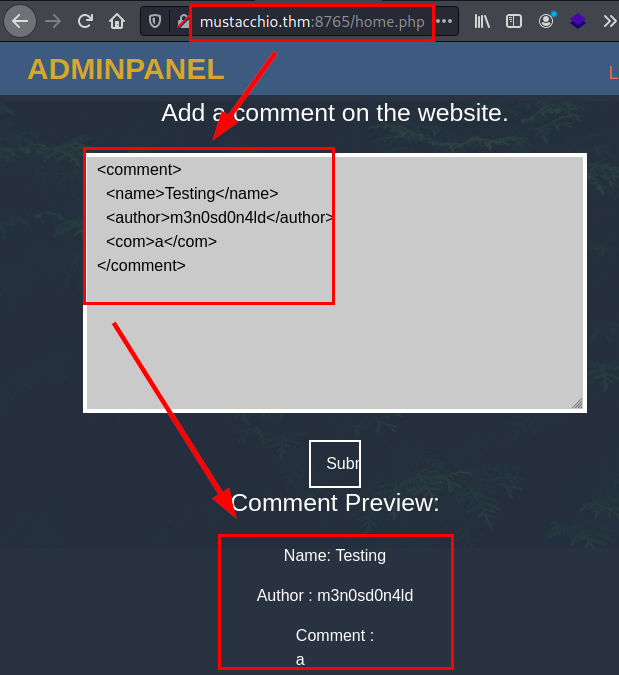 mustacchio.thm:8765/home.php
ADMINPANEL
L
Add a comment on the website.
<comment>
<name>Testing</name>
<author>m3n0sd0n4ld</author>
<com>a</com>
</comment>
Subr
Comment Preview:
Name: Testing
Author : m3n0sd0n4ld
Comment :
a